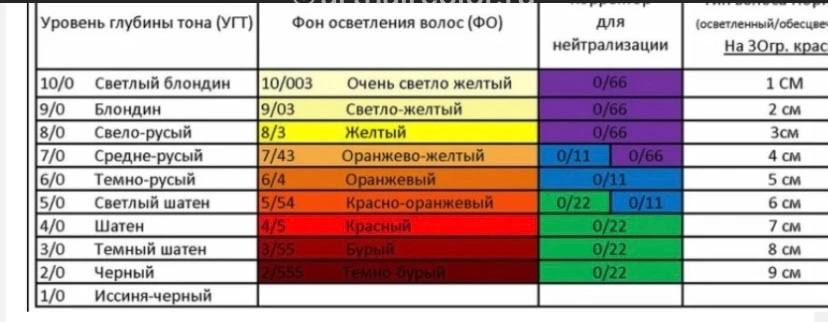 Уровень глубины тона (УГТ) Фон осветления волос (ФО) для нейтрализации (осветленный/обесцве
На 3Огр. крас
10/0 Светлый блондин 10/003 Очень светло желтый 0/66 1 СМ
9/0 Блондин 9/03 Светло-желтый 0/66 2 см
8/0 Свело-русый 8/3 Желтый 0/66 3см
7/0 Средне-русый 7/43 Оранжево-желтый 0/11 0/66 4 см
6/0 Темно-русый 6/4 Оранжевый 0/11 5 см
5/0 Светлый шатен 5/54 Красно-оранжевый 0/22 0/11 6 см
4/0 Шатен 4/5 Красный 0/22 7 см
3/0 Темный шатен 3/55 Бурый 0/22 8 см
2/0 Черный 2/555 Темно-бурый 0/22 9 см
1/0 Иссиня-черный